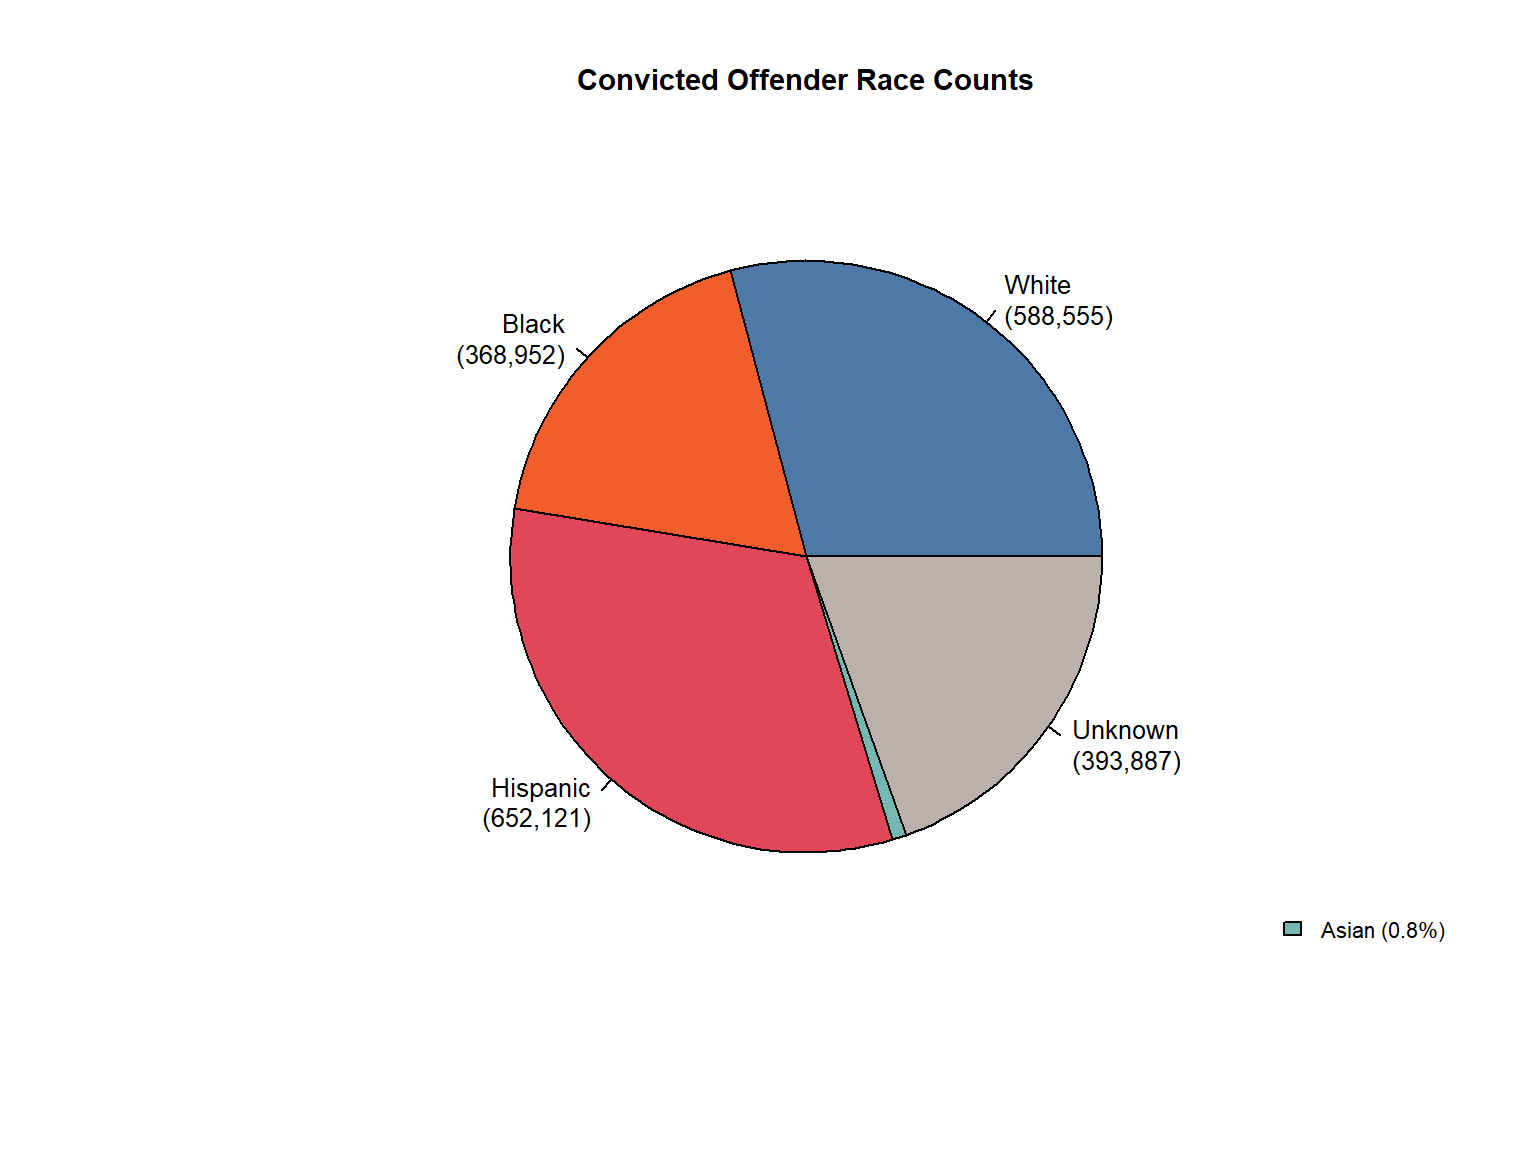 Convicted Offender Race Counts
White
(588,555)
Black
(368,952)
Unknown
(393,887)
Hispanic
(652,121)
Asian (0.8%)